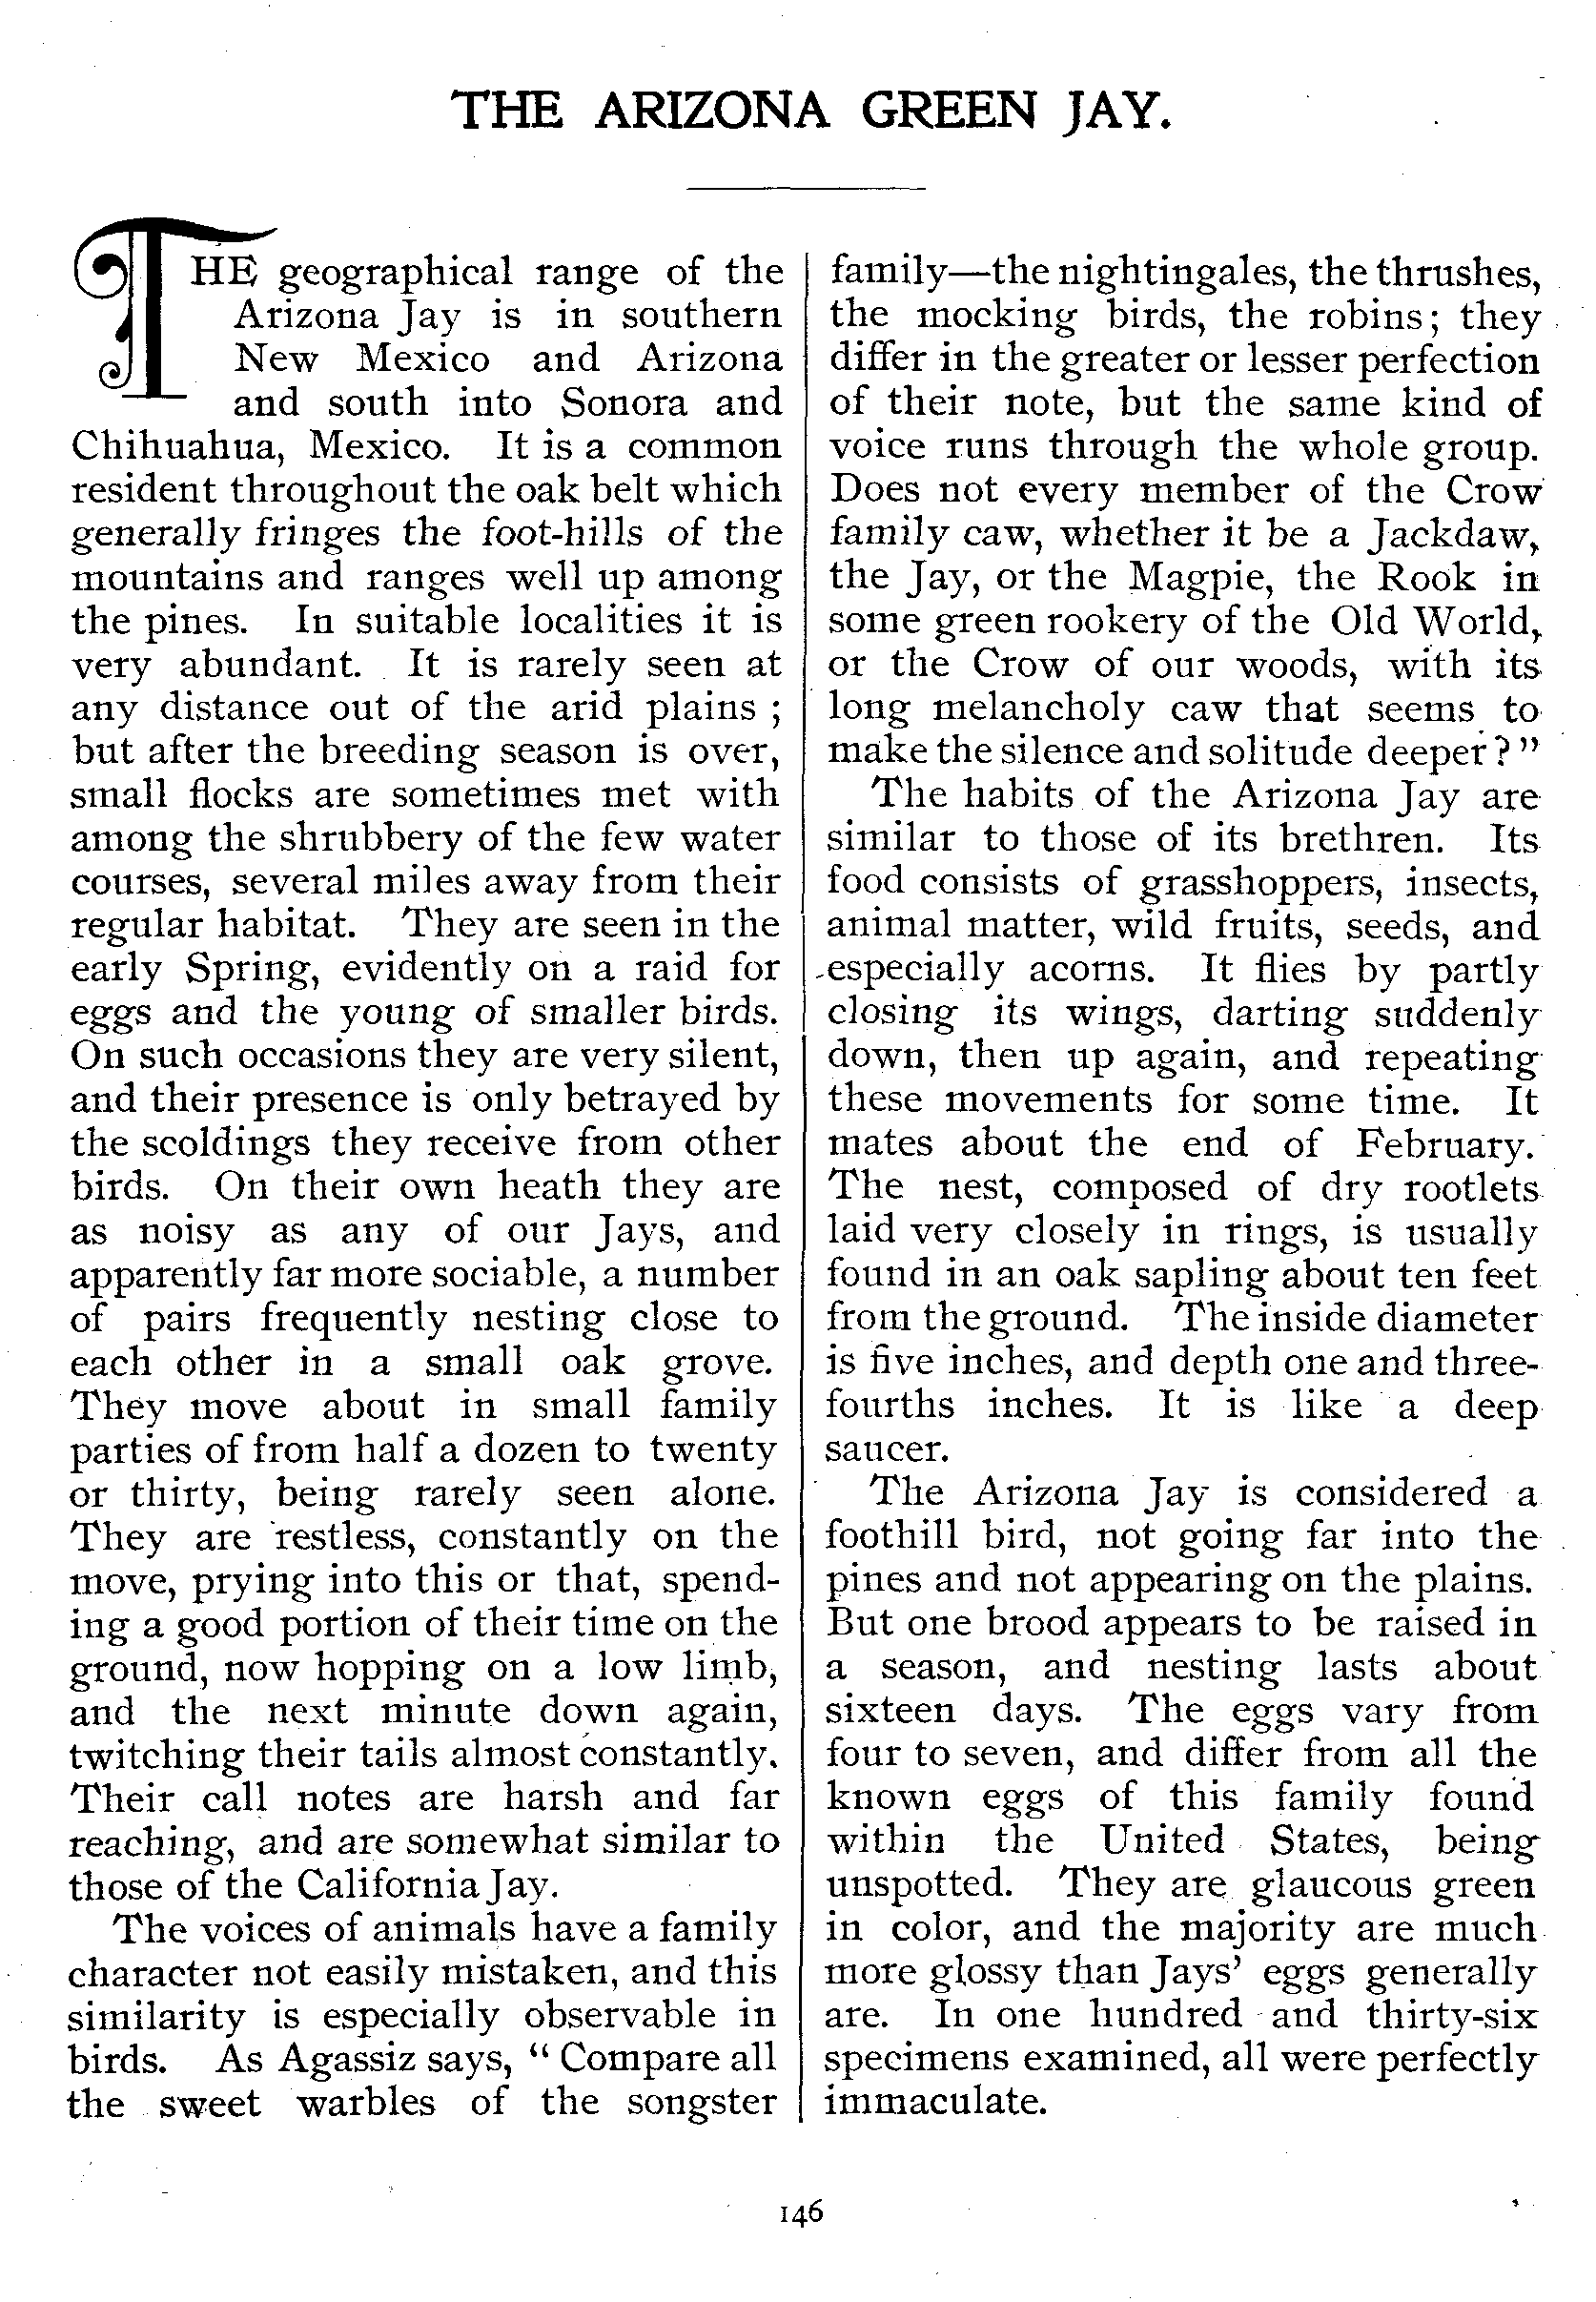 THE ARIZONA GREEN JAY.
THE geographical range of the
Arizona Jay is in southern
New Mexico and Arizona
and south into Sonora and
Chihuahua, Mexico. It is a common
resident throughout the oak belt which
generally fringes the foot-hills of the
mountains and ranges well up among
the pines. In suitable localities it is
very abundant. It is rarely seen at
any distance out of the arid plains ;
but after the breeding season is over,
small flocks are sometimes met with
among the shrubbery of the few water
courses, several miles away from their
regular habitat. They are seen in the
early Spring, evidently on a raid for
eggs and the young of smaller birds.
On such occasions they are very silent,
and their presence is only betrayed by
the scoldings they receive from other
birds. On their own heath they are
as noisy as any of our Jays, and
apparently far more sociable, a number
of pairs frequently nesting close to
each other in a small oak grove.
They move about in small family
parties of from half a dozen to twenty
or thirty, being rarely seen alone.
They are restless, constantly on the
move, prying into this or that, spend-
ing a good portion of their time on the
ground, now hopping on a low limb,
and the next minute down again,
twitching their tails almost constantly.
Their call notes are harsh and far
reaching, and are somewhat similar to
those of the California Jay.
The voices of animals have a family
character not easily mistaken, and this
similarity is especially observable in
birds. As Agassiz says, “ Compare all
the sweet warbles of the songster
family—the nightingales, the thrushes,
the mocking birds, the robins; they
differ in the greater or lesser perfection
of their note, but the same kind of
voice runs through the whole group.
Does not every member of the Crow
family caw, whether it be a Jackdaw,
the Jay, or the Magpie, the Rook in
some green rookery of the Old World,
or the Crow of our woods, with its
long melancholy caw that seems to
make the silence and solitude deeper ? ”
The habits of the Arizona Jay are
similar to those of its brethren. Its
food consists of grasshoppers, insects,
animal matter, wild fruits, seeds, and
especially acorns. It flies by partly
closing its wings, darting suddenly
down, then up again, and repeating
these movements for some time. It
mates about the end of February.
The nest, composed of dry rootlets
laid very closely in rings, is usually
found in an oak sapling about ten feet
from the ground. The inside diameter
is five inches, and depth one and three-
fourths inches. It is like a deep
saucer.
The Arizona Jay is considered a
foothill bird, not going far into the
pines and not appearing on the plains.
But one brood appears to be raised in
a season, and nesting lasts about
sixteen days. The eggs vary from
four to seven, and differ from all the
known eggs of this family found
within the United States, being
unspotted. They are glaucous green
in color, and the majority are much
more glossy than Jays’ eggs generally
are. In one hundred and thirty-six
specimens examined, all were perfectly
immaculate.
146